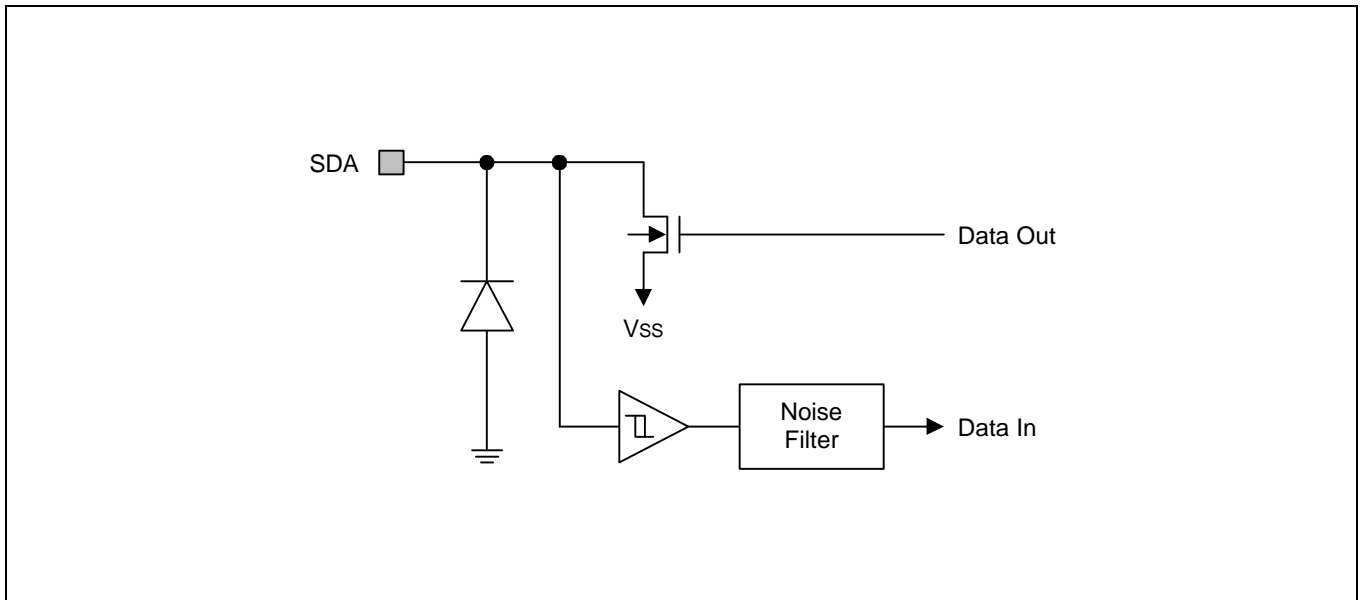 SDA
Data Out
VSS
Noise
Filter
Data In